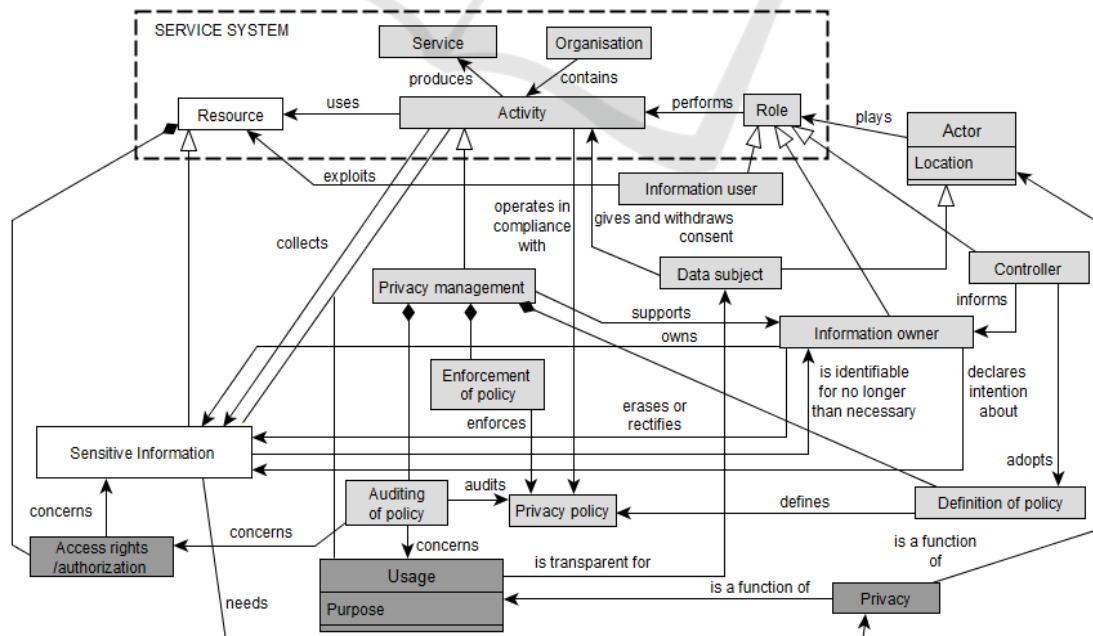 SERVICE SYSTEM
Service
Organisation
produces
contains
Resource
uses
Activity
performs
Role
plays
Actor
Location
exploits
Information user
operates in
compliance
with
gives and withdraws
consent
collects
Privacy management
Data subject
Controller
supports
informs
owns
Information owner
Enforcement
of policy
is identifiable
for no longer
than necessary
declares
intention
about
erases or
rectifies
enforces
Sensitive Information
adopts
Auditing
of policy
audits
Privacy policy
defines
Definition of policy
concerns
concerns
concerns
Access rights
/authorization
Usage
is transparent for
is a function
of
needs
Purpose
is a function of
Privacy